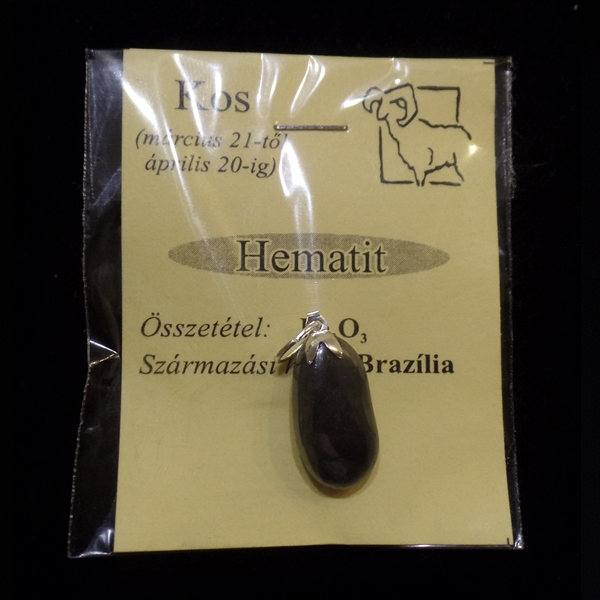 Kos
(március 21-től
április 20-ig)
Hematit
Összetétel: O₃
Származási Brazília